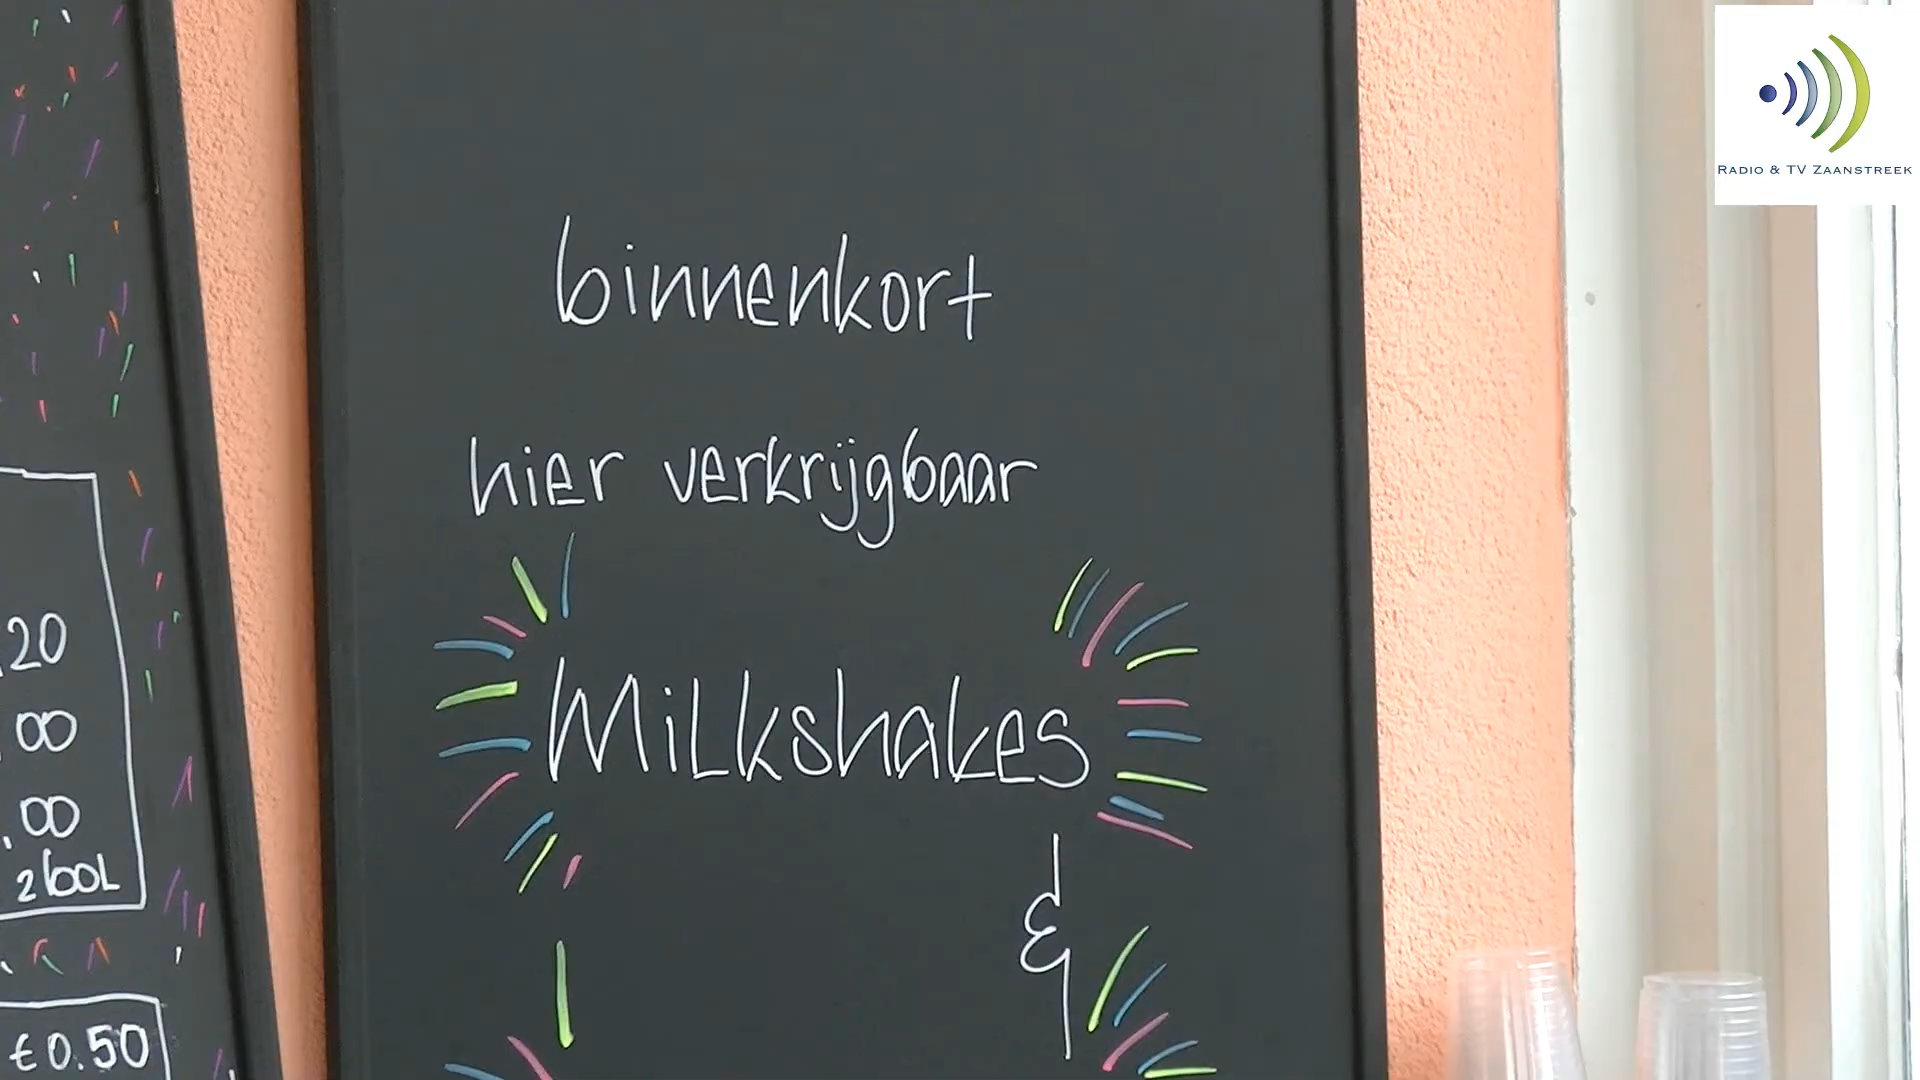 RADIO & TV ZAANSTREEK
binnenkort
hier verkrijgbaar
MiLkshakes
&
20
00
.00
2 boL
€0.50